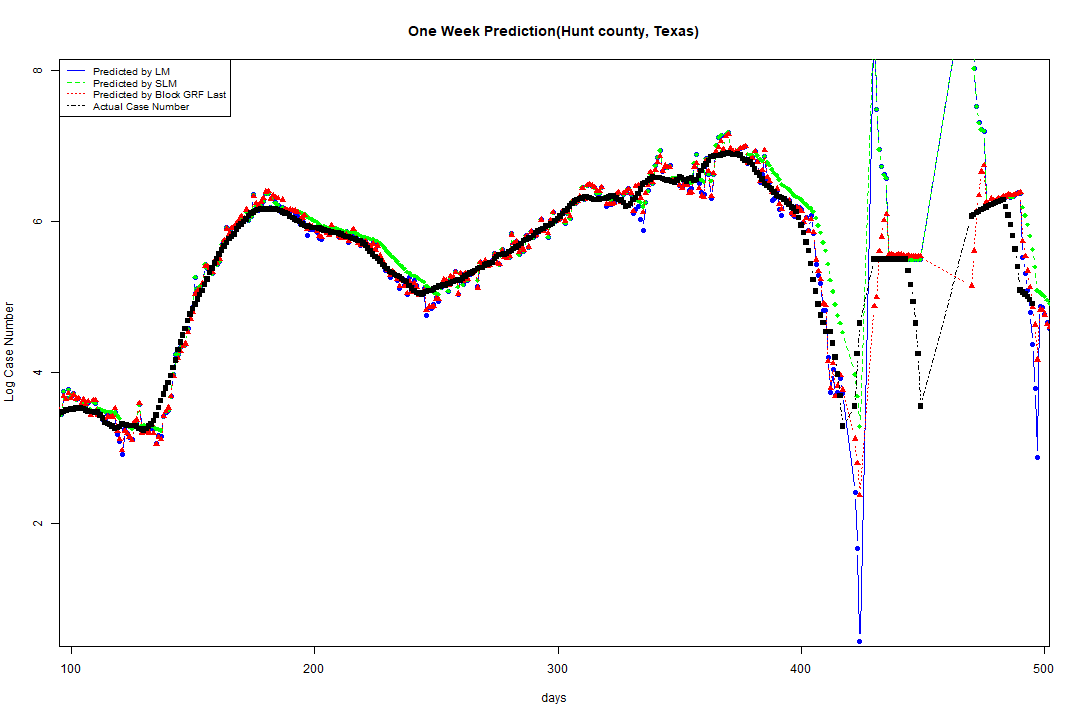 One Week Prediction(Hunt county, Texas)
Predicted by LM
Predicted by SLM
Predicted by Block GRF Last
Actual Case Number
8
6
4
2
Log Case Number
100 200 300 400 500
days